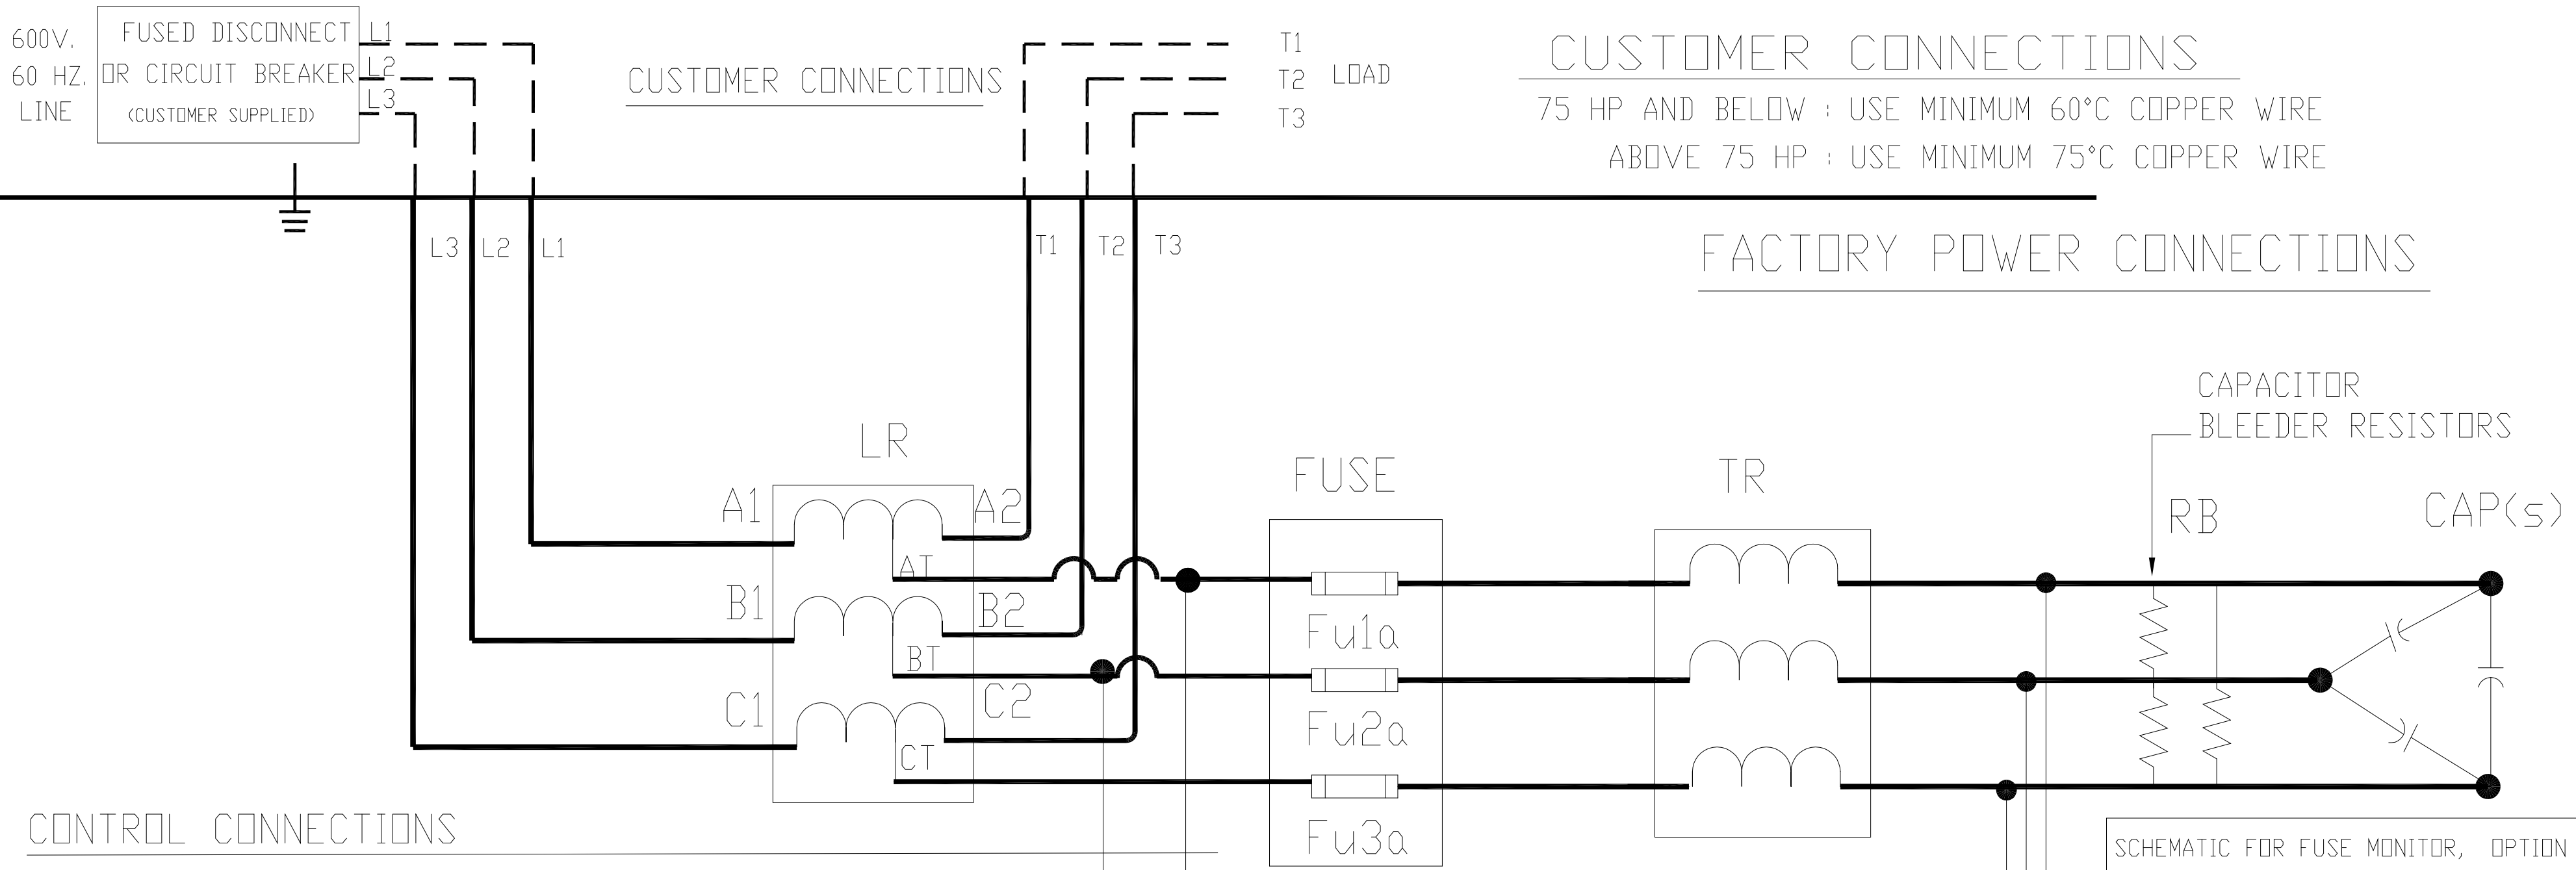 600V.
60 HZ.
LINE
FUSED DISCONNECT
OR CIRCUIT BREAKER
(CUSTOMER SUPPLIED)
L1
L2
L3
CUSTOMER CONNECTIONS
T1
T2
T3
LOAD
CUSTOMER CONNECTIONS
75 HP AND BELOW : USE MINIMUM 60°C COPPER WIRE
ABOVE 75 HP : USE MINIMUM 75°C COPPER WIRE
L3
L2
L1
T1
T2
T3
FACTORY POWER CONNECTIONS
CAPACITOR
BLEEDER RESISTORS
LR
FUSE
TR
RB
CAP(s)
A1
A2
AT
B1
B2
BT
C1
C2
CT
Fu1a
Fu2a
Fu3a
CONTROL CONNECTIONS
SCHEMATIC FOR FUSE MONITOR, OPTION